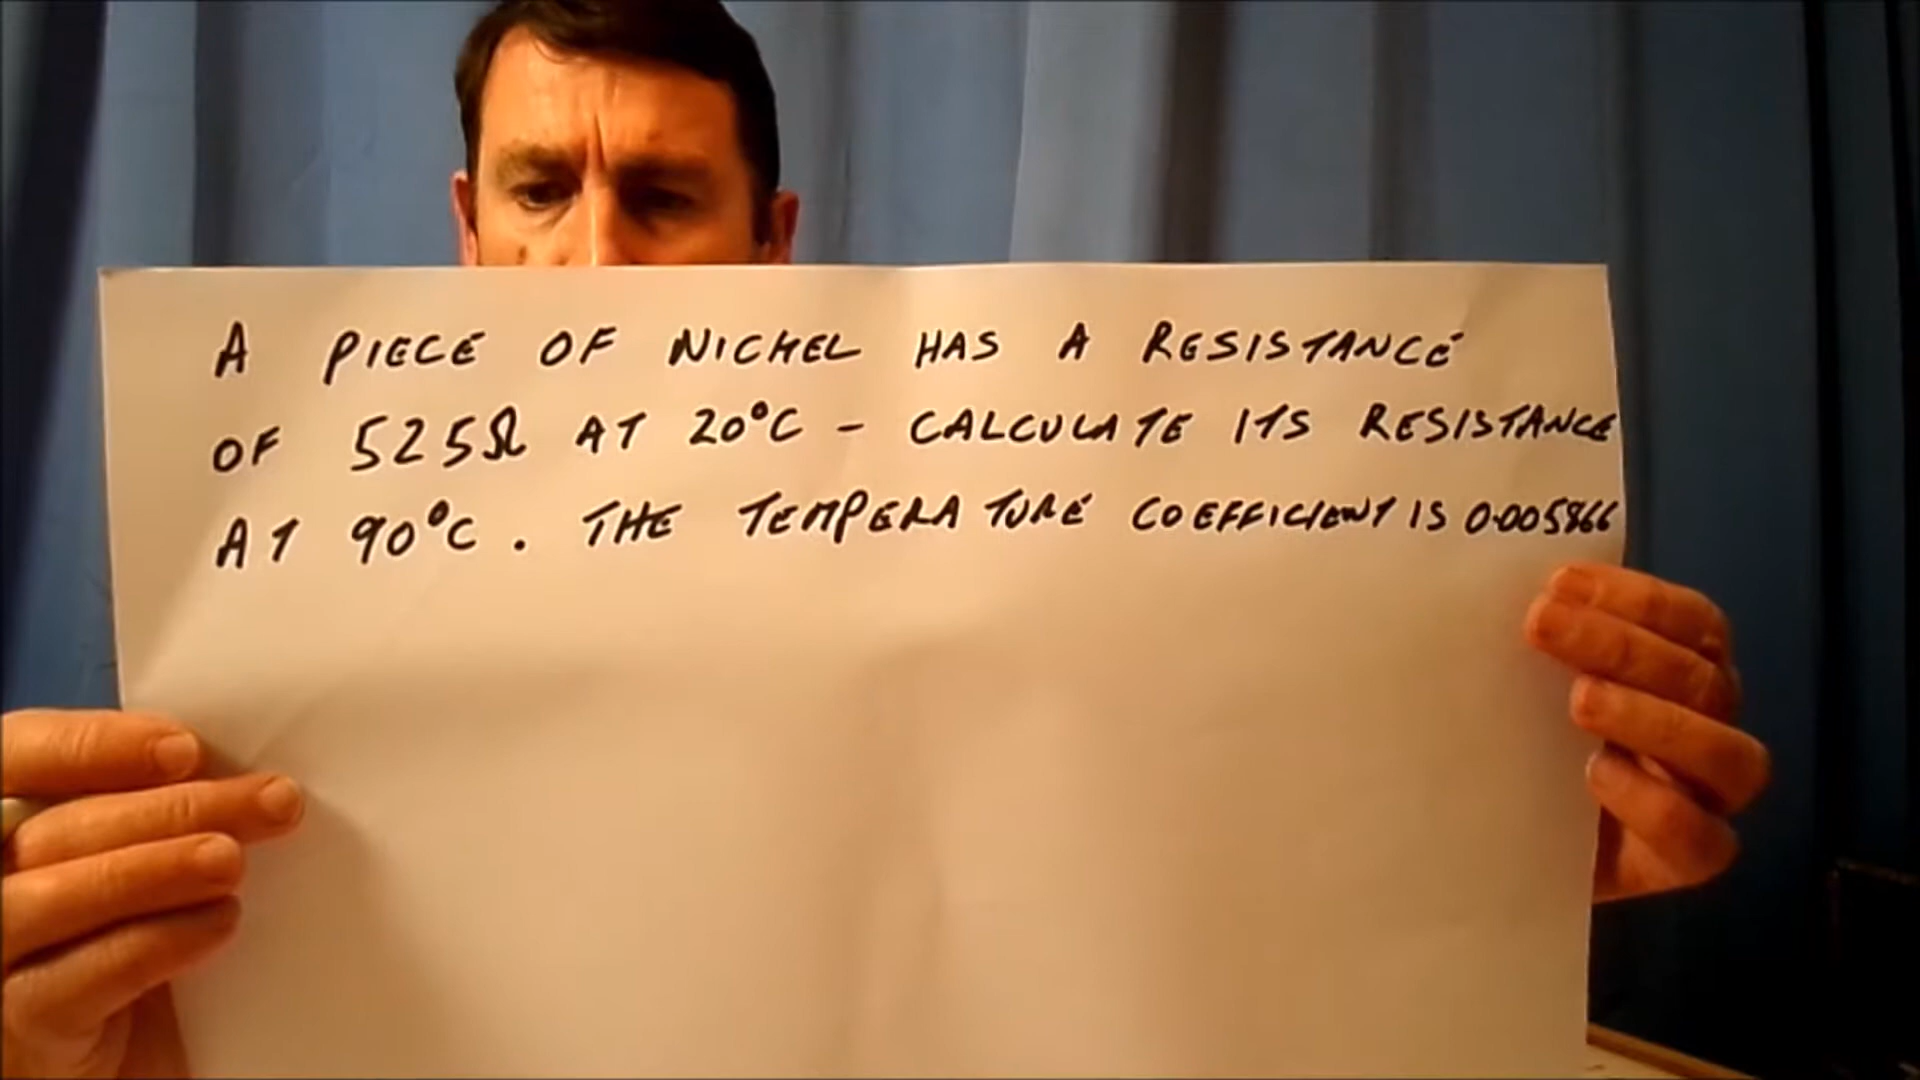 A PIECE OF NICKEL HAS A RESISTANCE
OF 525Ω AT 20°C - CALCULATE ITS RESISTANCE
AT 90°C. THE TEMPERATURE COEFFICIENT IS 0.005866